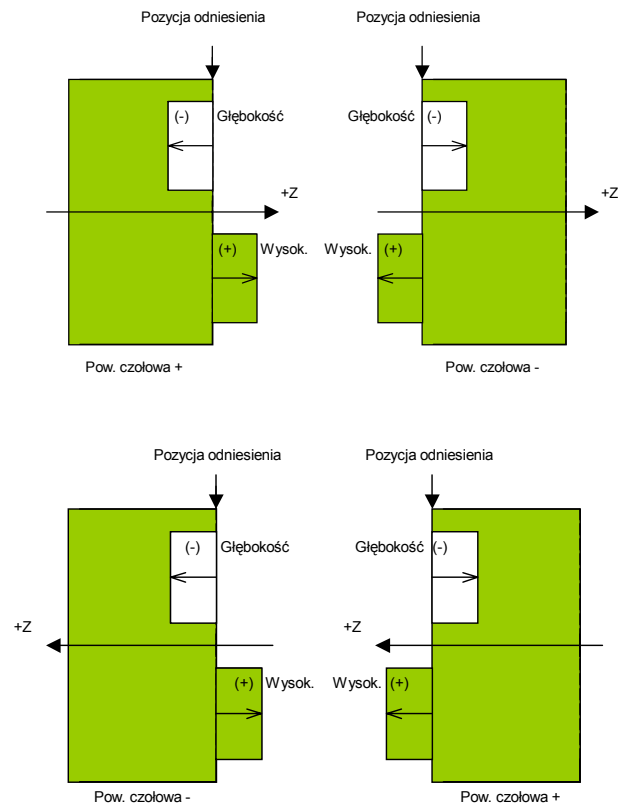 Pozycja odniesienia
Pozycja odniesienia
(-)
Głębokość
Głębokość
(-)
+Z
+Z
(+)
Wysok.
Wysok.
(+)
Pow. czołowa +
Pow. czołowa -
Pozycja odniesienia
Pozycja odniesienia
(-)
Głębokość
Głębokość
(-)
+Z
+Z
(+)
Wysok.
Wysok.
(+)
Pow. czołowa -
Pow. czołowa +